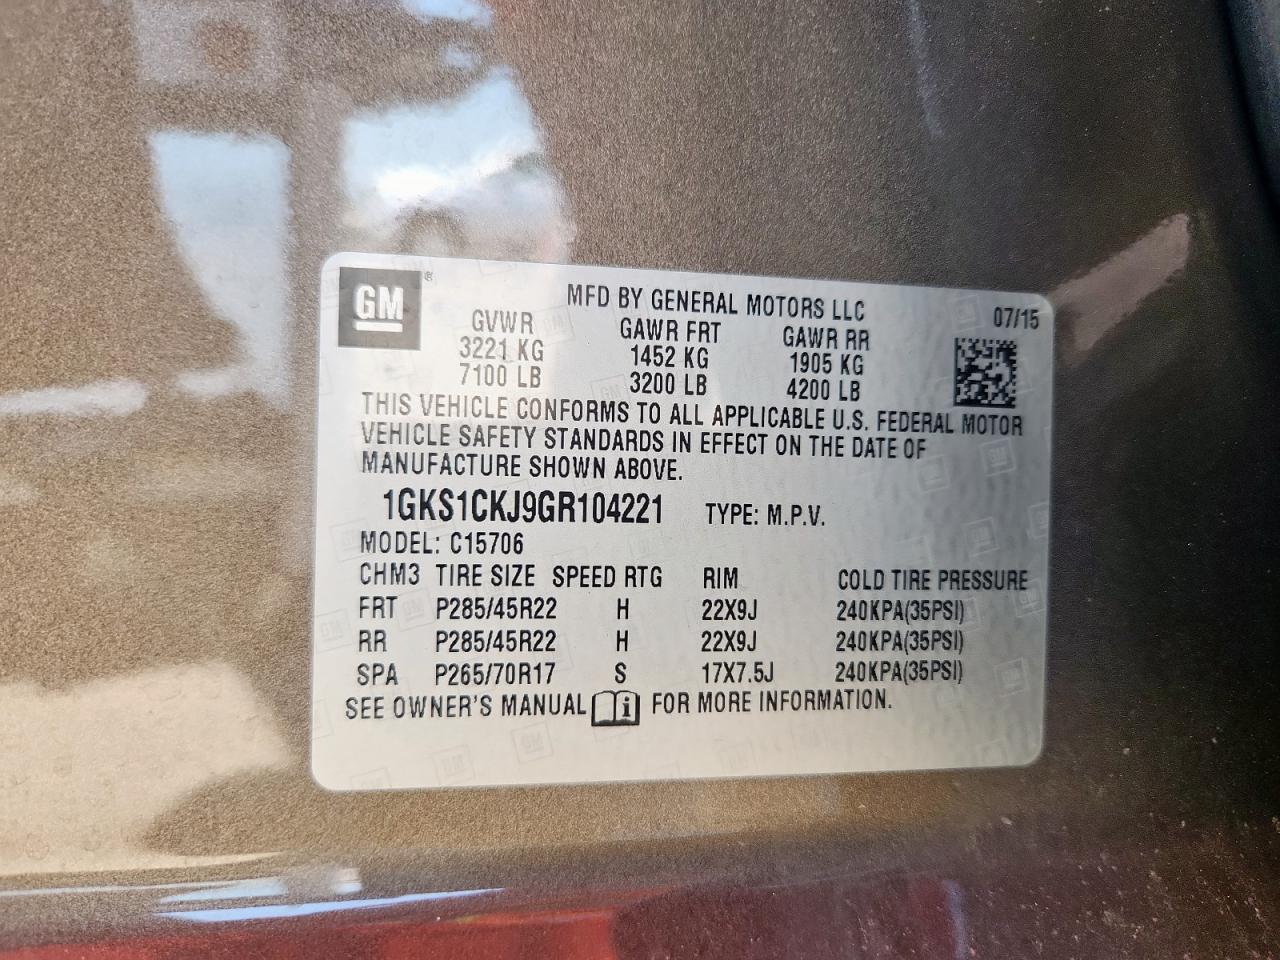 GM®
MFD BY GENERAL MOTORS LLC 07/15
GVWR GAWR FRT GAWR RR
3221 KG 1452 KG 1905 KG
7100 LB 3200 LB 4200 LB
THIS VEHICLE CONFORMS TO ALL APPLICABLE U.S. FEDERAL MOTOR
VEHICLE SAFETY STANDARDS IN EFFECT ON THE DATE OF
MANUFACTURE SHOWN ABOVE.
1GKS1CKJ9GR104221 TYPE: M.P.V.
MODEL: C15706
CHM3 TIRE SIZE SPEED RTG RIM COLD TIRE PRESSURE
FRT P285/45R22 H 22X9J 240KPA(35PSI)
RR P285/45R22 H 22X9J 240KPA(35PSI)
SPA P265/70R17 S 17X7.5J 240KPA(35PSI)
SEE OWNER'S MANUAL i FOR MORE INFORMATION.